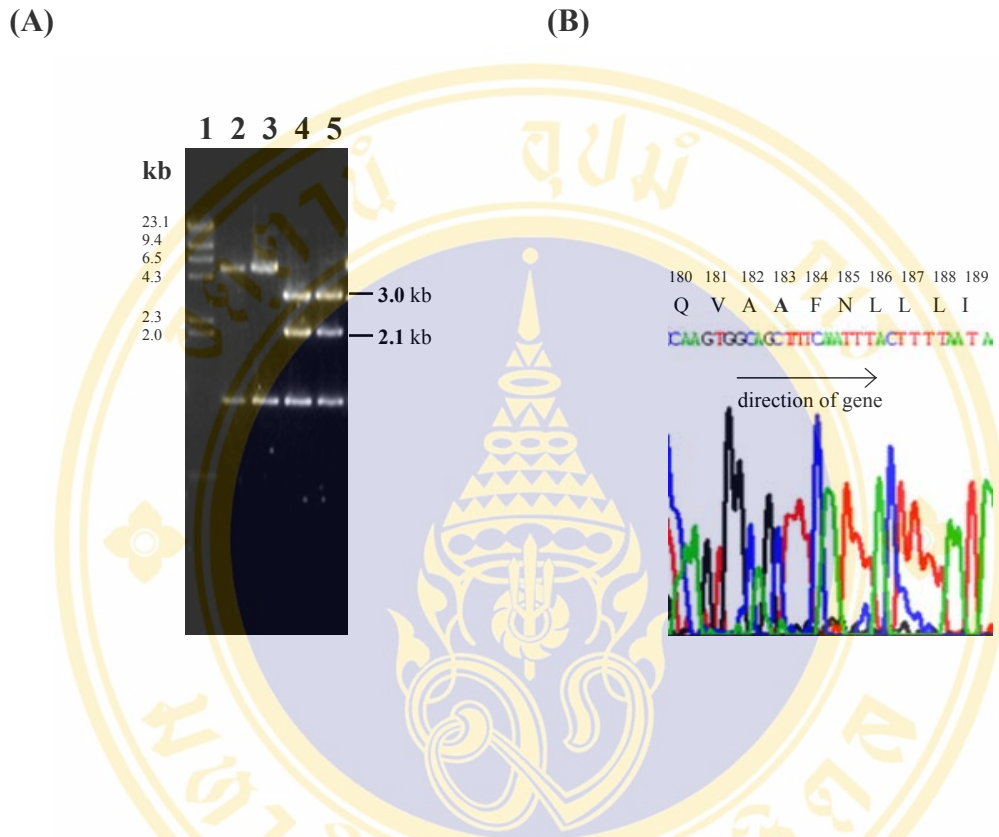 (A)
(B)
1 2 3 4 5
kb
23.1
9.4
6.5
4.3
2.3
2.0
3.0 kb
2.1 kb
180 181 182 183 184 185 186 187 188 189
Q V A A F N L L L I
CAAGTGGCAGCTTTCAATTTACTTTTAATA
direction of gene